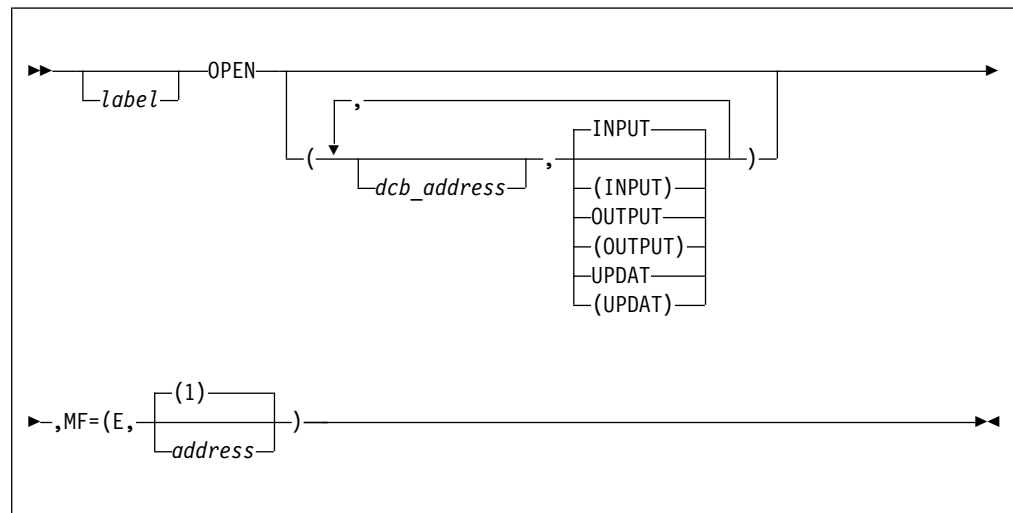 OPEN
label
,
INPUT
( dcb_address , )
(INPUT)
OUTPUT
(OUTPUT)
UPDAT
(UPDAT)
(1)
,MF=(E, )
address